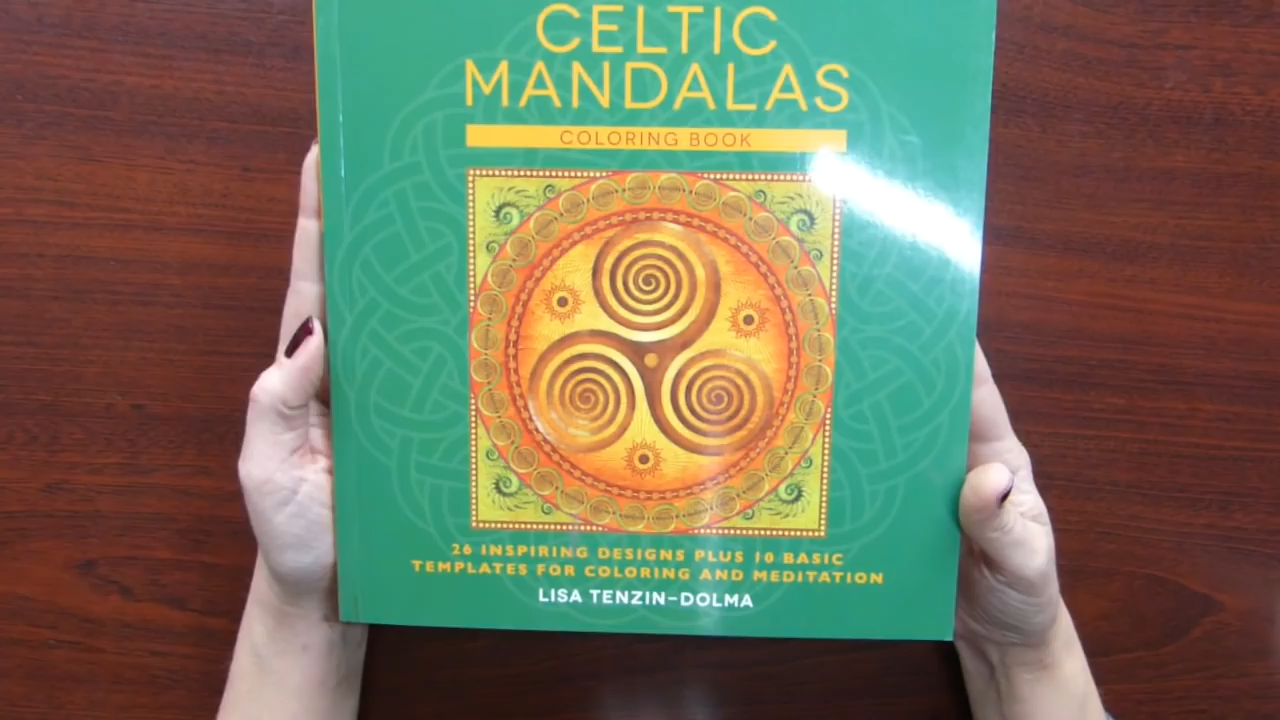 CELTIC
MANDALAS
COLORING BOOK
26 INSPIRING DESIGNS PLUS 10 BASIC
TEMPLATES FOR COLORING AND MEDITATION
LISA TENZIN-DOLMA